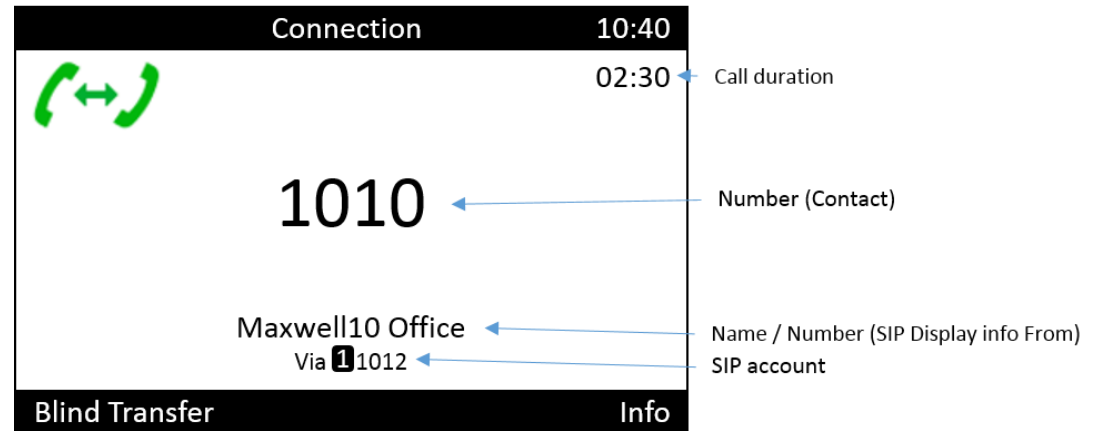 Connection 10:40
02:30 Call duration
1010 Number (Contact)
Maxwell10 Office Name / Number (SIP Display info From)
Via 1 1012 SIP account
Blind Transfer Info